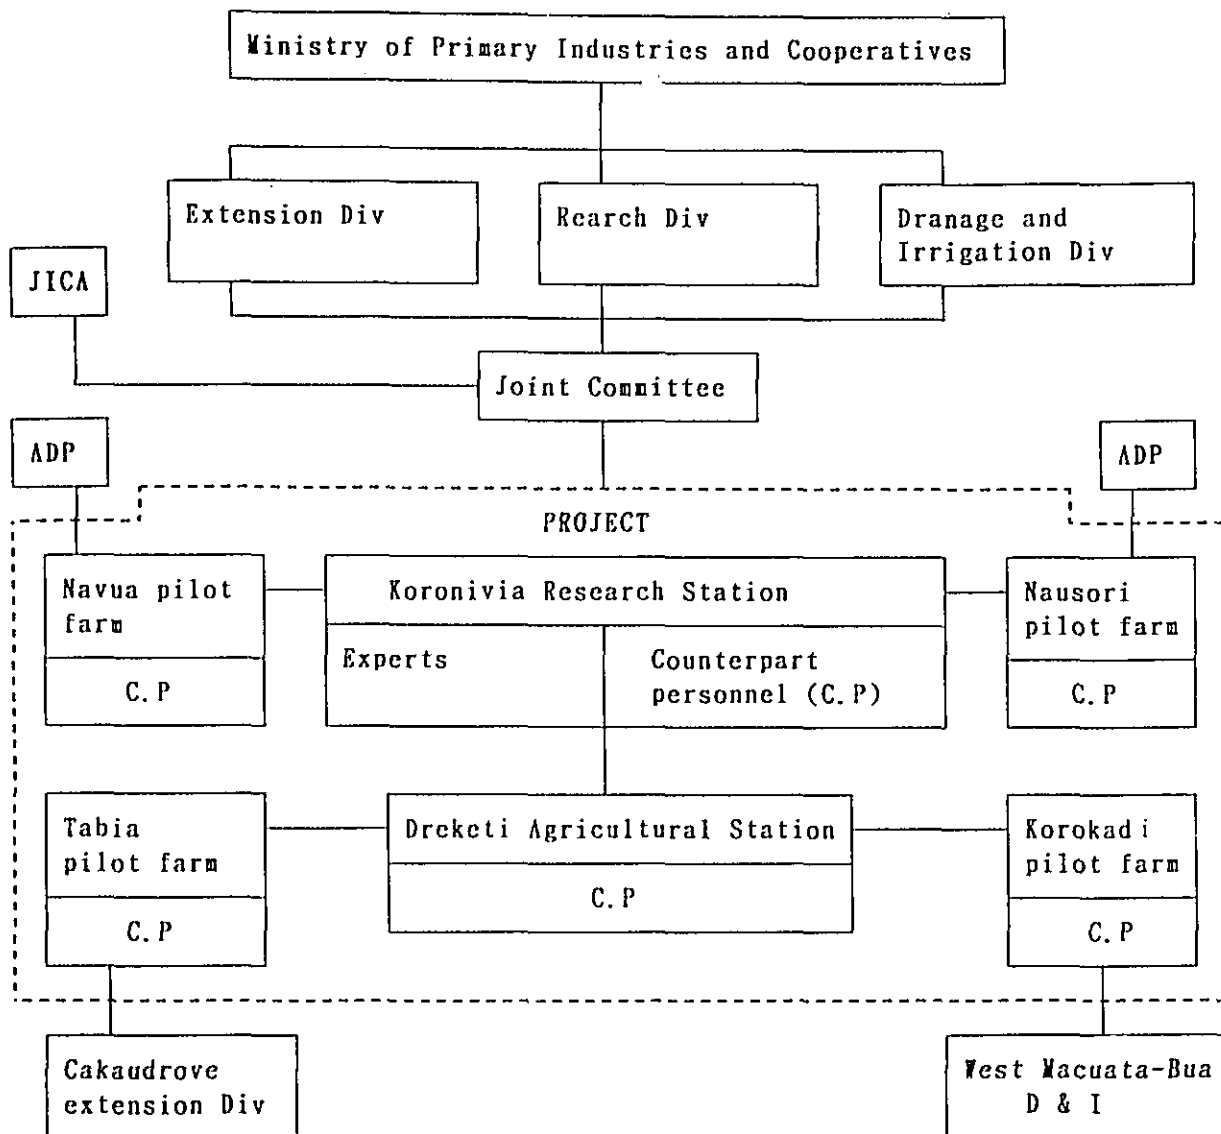 Ministry of Primary Industries and Cooperatives
Extension Div
Rearch Div
Dranage and
Irrigation Div
JICA
Joint Committee
ADP
ADP
PROJECT
Navua pilot
farm
C.P
Koronivia Research Station
Experts
Counterpart
personnel (C.P)
Nausori
pilot farm
C.P
Tabia
pilot farm
C.P
Dreketi Agricultural Station
C.P
Korokadi
pilot farm
C.P
Cakaudrove
extension Div
West Macuata-Bua
D & I